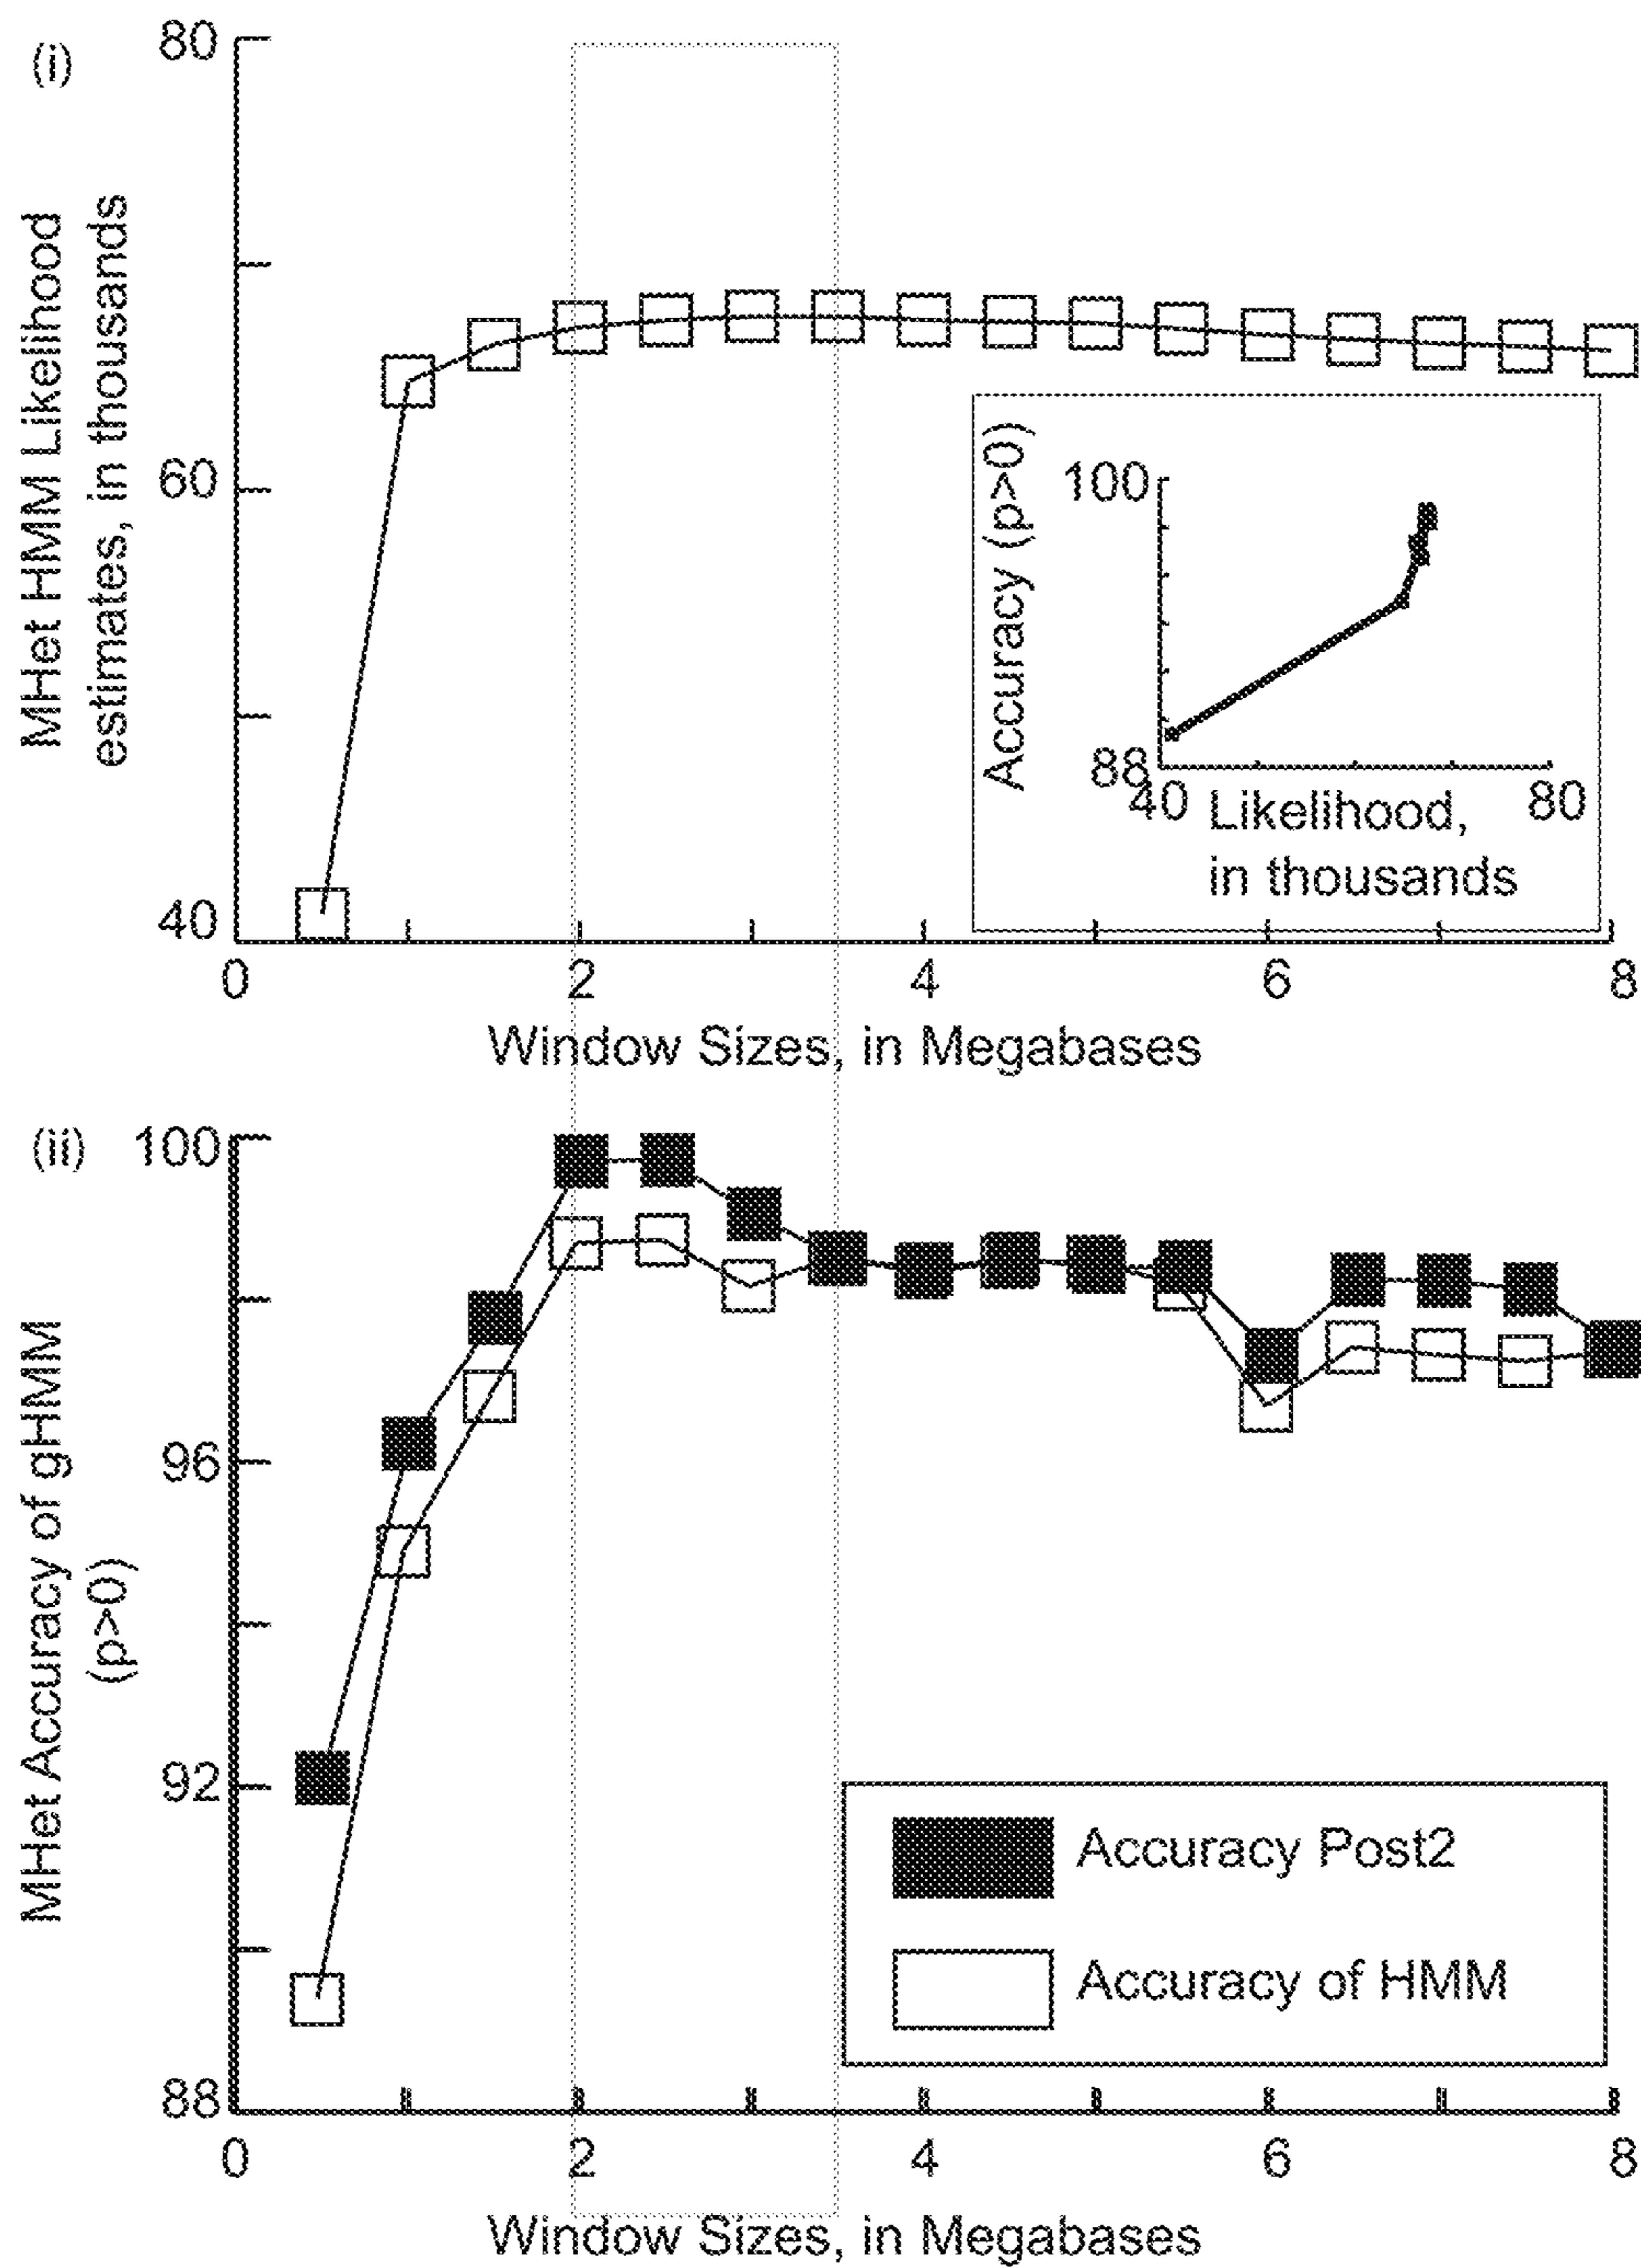 (i)
80
60
40
MHet HMM Likelihood
estimates, in thousands
Accuracy (p>0)
100
88
40
80
Likelihood,
in thousands
0 2 4 6 8
Window Sizes, in Megabases
(ii)
100
96
92
88
MHet Accuracy of gHMM
(p>0)
Accuracy Post2
Accuracy of HMM
0 2 4 6 8
Window Sizes, in Megabases